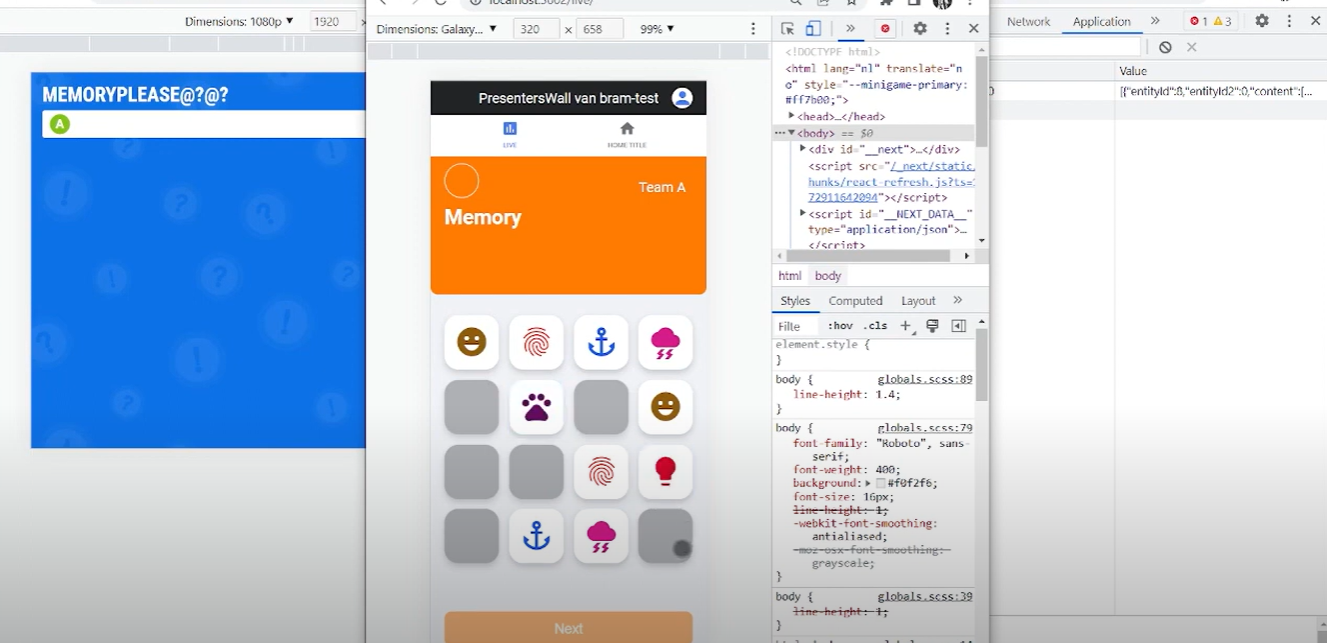 Dimensions: 1080p ▼ 1920
MEMORYPLEASE@?@?
A
localhost:3002/live/
Dimensions: Galaxy... ▼ 320 × 658 99% ▼
PresentersWall van bram-test
LIVE
HOME TITLE
Team A
Memory
Next
<!DOCTYPE html>
<html lang="nl" translate="n
o" style="--minigame-primary:
#ff7b00;">
<head>…</head>
<body> == $0
<div id="__next">…</div>
<script src="/_next/static
hunks/react-refresh.js?ts=
72911642094"></script>
<script id="__NEXT_DATA__"
type="application/json">…
</script>
html body
Styles Computed Layout »
Filte :hov .cls +
element.style {
}
body { globals.scss:89
line-height: 1.4;
}
body { globals.scss:79
font-family: "Roboto", sans-
serif;
font-weight: 400;
background: #f0f2f6;
font-size: 16px;
line-height: 1;
-webkit-font-smoothing:
antialiased;
-moz-osx-font-smoothing:
grayscale;
}
body { globals.scss:39
line-height: 1;
}
Network Application » 1 3
Value
[{"entityId":8,"entityId2":0,"content":[...